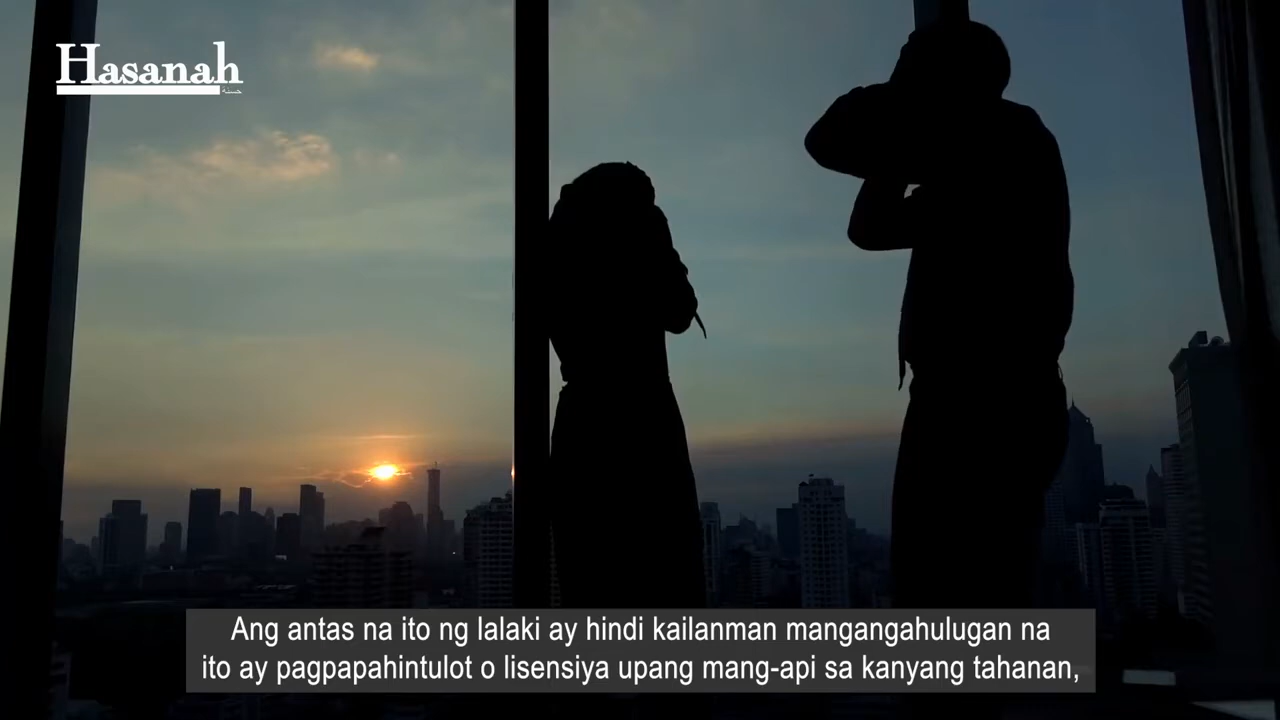 Hasanah
حسنة
Ang antas na ito ng lalaki ay hindi kailanman mangangahulugan na
ito ay pagpapahintulot o lisensiya upang mang-api sa kanyang tahanan,